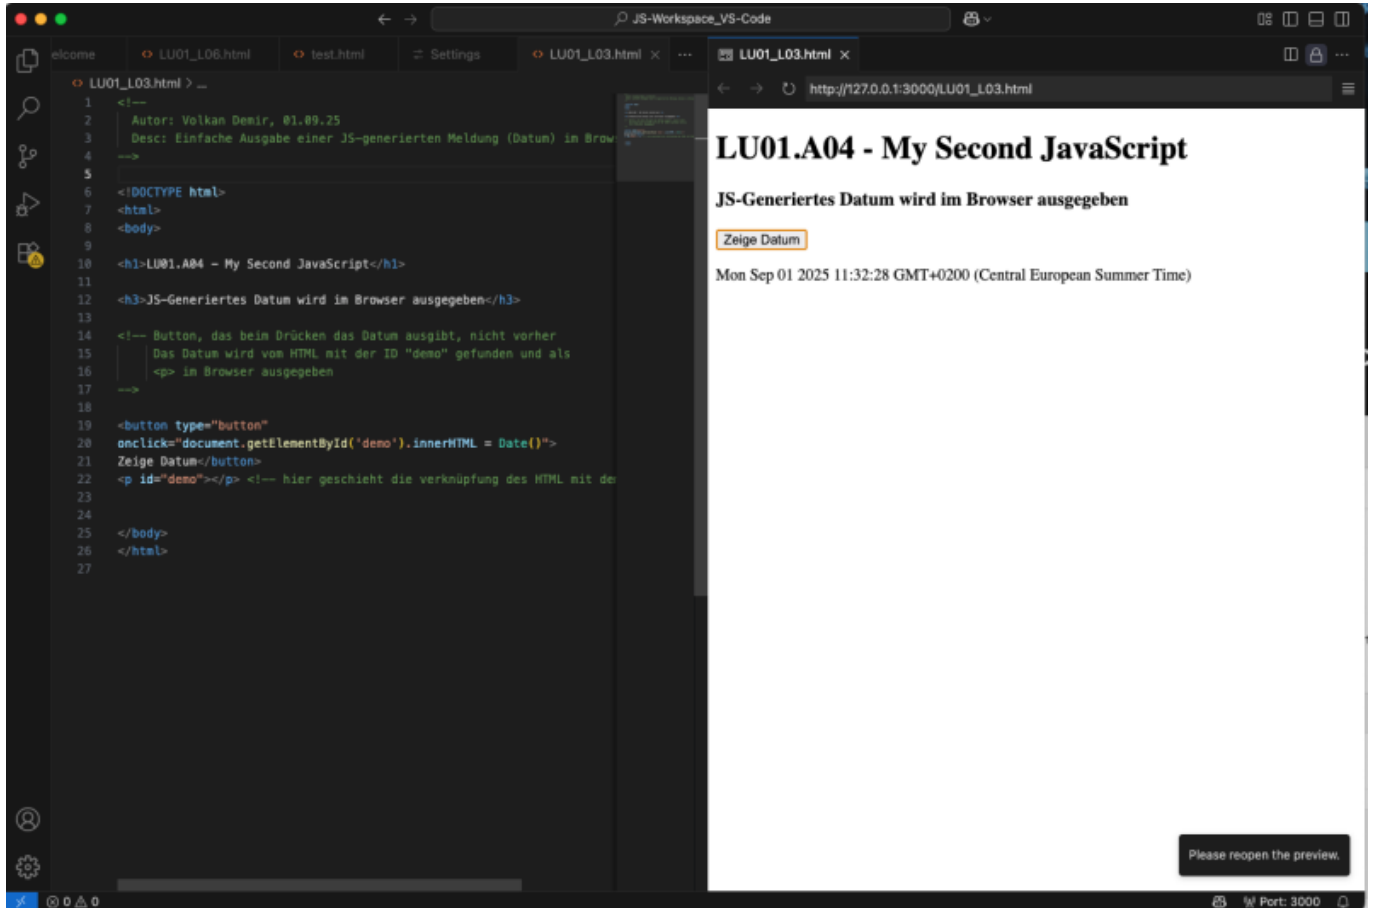 JS-Workspace_VS-Code
elcome
LU01_L06.html
test.html
Settings
LU01_L03.html
LU01_L03.html
LU01_L03.html > ...
http://127.0.0.1:3000/LU01_L03.html
1 <!--
2 Autor: Volkan Demir, 01.09.25
3 Desc: Einfache Ausgabe einer JS-generierten Meldung (Datum) im Brow
4 -->
5
6 <!DOCTYPE html>
7 <html>
8 <body>
9
10 <h1>LU01.A04 - My Second JavaScript</h1>
11
12 <h3>JS-Generiertes Datum wird im Browser ausgegeben</h3>
13
14 <!-- Button, das beim Drücken das Datum ausgibt, nicht vorher
15 Das Datum wird vom HTML mit der ID "demo" gefunden und als
16 <p> im Browser ausgegeben
17 -->
18
19 <button type="button"
20 onclick="document.getElementById('demo').innerHTML = Date()">
21 Zeige Datum</button>
22 <p id="demo"></p> <!-- hier geschieht die verknüpfung des HTML mit de
23
24
25 </body>
26 </html>
27
LU01.A04 - My Second JavaScript
JS-Generiertes Datum wird im Browser ausgegeben
Zeige Datum
Mon Sep 01 2025 11:32:28 GMT+0200 (Central European Summer Time)
Please reopen the preview.
0 0
Port: 3000